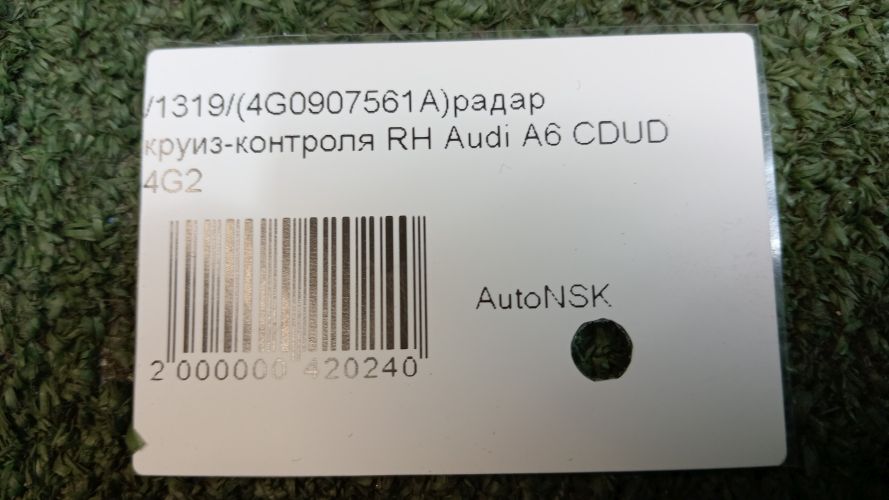 /1319/(4G0907561A)радар
круиз-контроля RH Audi A6 CDUD
4G2
AutoNSK
2 000000 420240